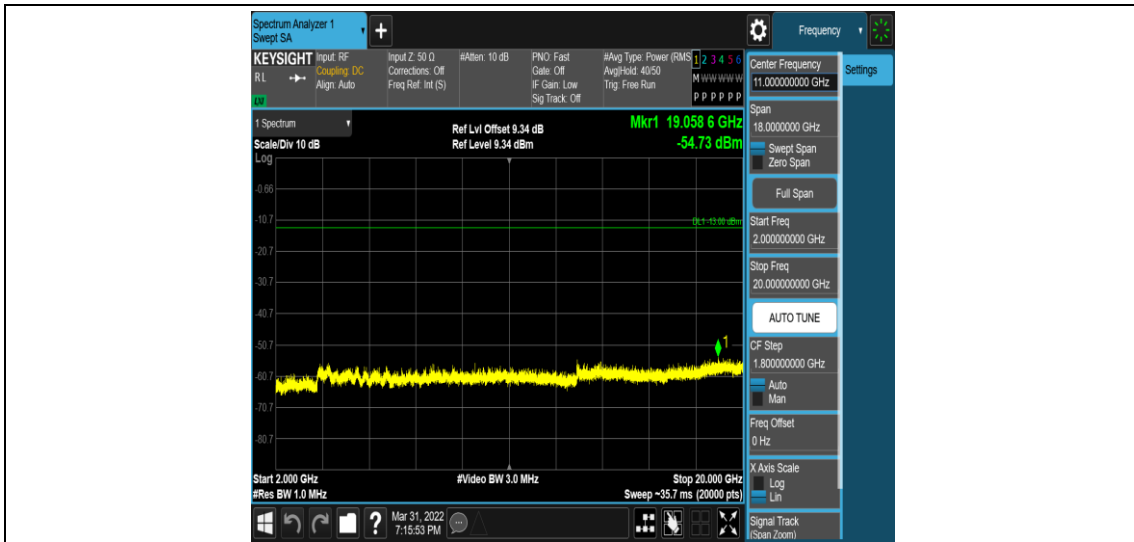 Spectrum Analyzer 1
Swept SA
+
Frequency
KEYSIGHT
RL
LXI
Input: RF
Coupling: DC
Align: Auto
Input Z: 50 Ω
Corrections: Off
Freq Ref: Int (S)
#Atten: 10 dB
PNO: Fast
Gate: Off
IF Gain: Low
Sig Track: Off
#Avg Type: Power (RMS
Avg|Hold: 40/50
Trig: Free Run
1 2 3 4 5 6
M W W W W W
P P P P P P
1 Spectrum
Scale/Div 10 dB
Ref Lvl Offset 9.34 dB
Ref Level 9.34 dBm
Mkr1 19.058 6 GHz
-54.73 dBm
Log
-0.66
-10.7
DL1 -13.00 dBm
-20.7
-30.7
-40.7
-50.7
1
-60.7
-70.7
-80.7
Start 2.000 GHz
#Video BW 3.0 MHz
Stop 20.000 GHz
#Res BW 1.0 MHz
Sweep ~35.7 ms (20000 pts)
Center Frequency
11.000000000 GHz
Settings
Span
18.0000000 GHz
Swept Span
Zero Span
Full Span
Start Freq
2.000000000 GHz
Stop Freq
20.000000000 GHz
AUTO TUNE
CF Step
1.800000000 GHz
Auto
Man
Freq Offset
0 Hz
X Axis Scale
Log
Lin
Signal Track
(Span Zoom)
?
Mar 31, 2022
7:15:53 PM